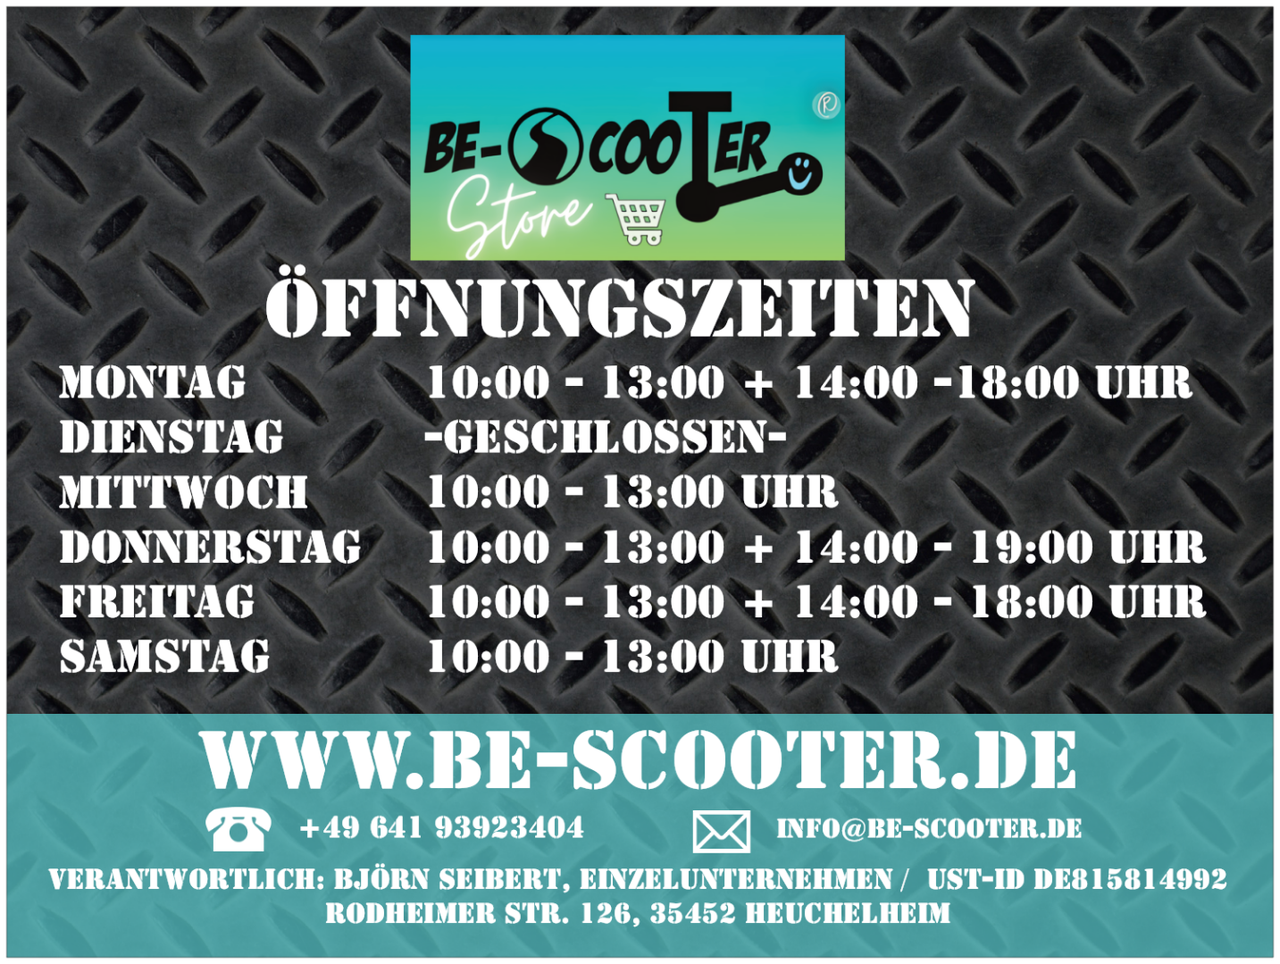 BE-SCOOTER
®
Store
ÖFFNUNGSZEITEN
MONTAG 10:00 - 13:00 + 14:00 -18:00 UHR
DIENSTAG -GESCHLOSSEN-
MITTWOCH 10:00 - 13:00 UHR
DONNERSTAG 10:00 - 13:00 + 14:00 - 19:00 UHR
FREITAG 10:00 - 13:00 + 14:00 - 18:00 UHR
SAMSTAG 10:00 - 13:00 UHR
WWW.BE-SCOOTER.DE
+49 641 93923404 INFO@BE-SCOOTER.DE
VERANTWORTLICH: BJÖRN SEIBERT, EINZELUNTERNEHMEN / UST-ID DE815814992
RODHEIMER STR. 126, 35452 HEUCHELHEIM